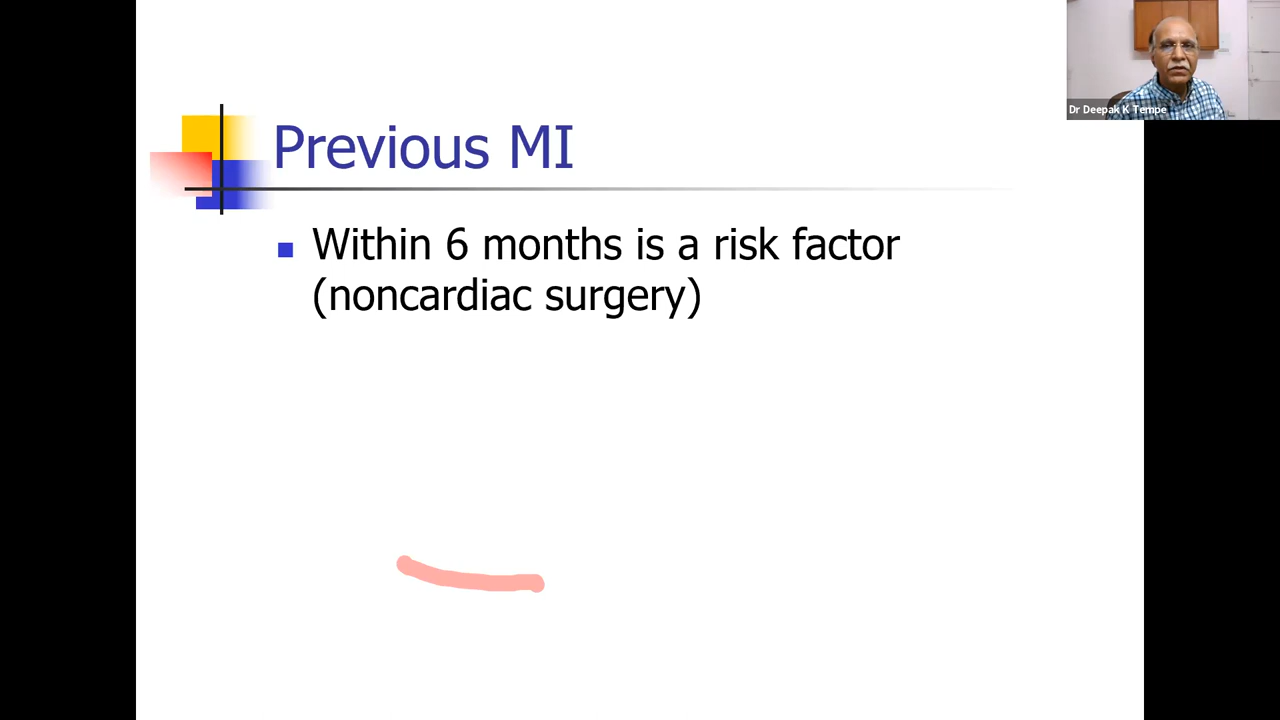 Dr Deepak K Tempe
Previous MI
Within 6 months is a risk factor
(noncardiac surgery)